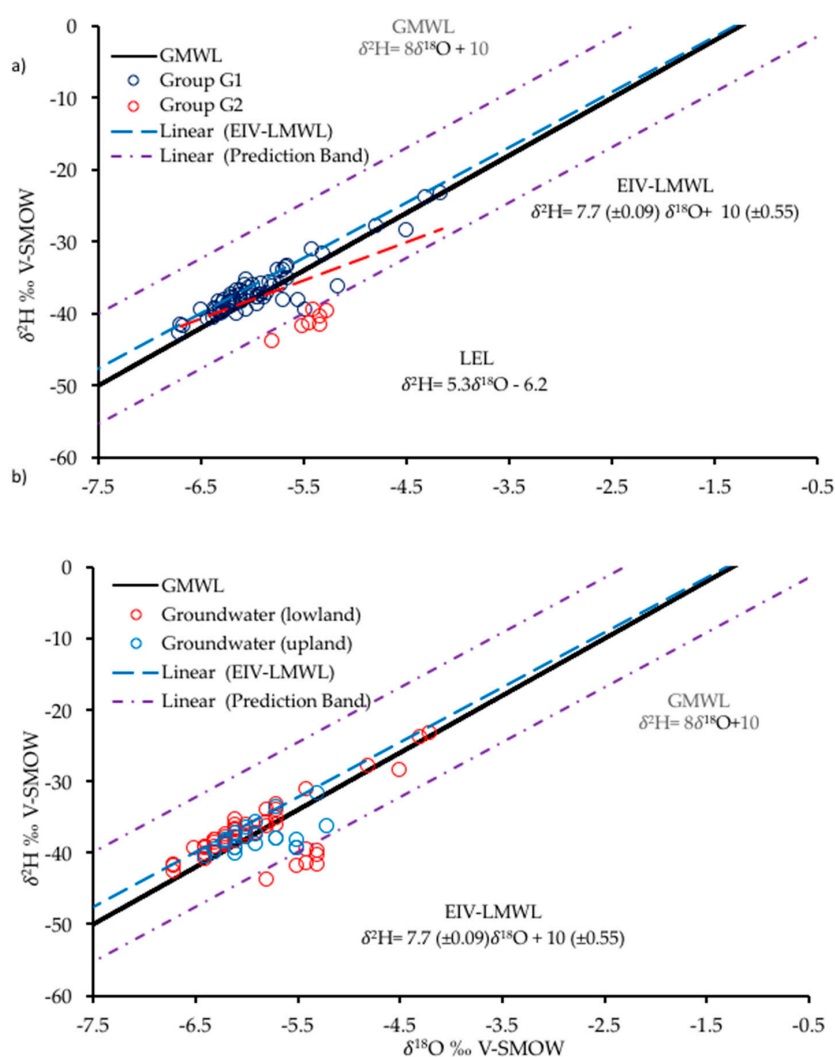 a)
GMWL
δ²H= 8δ¹⁸O + 10
GMWL
Group G1
Group G2
Linear (EIV-LMWL)
Linear (Prediction Band)
EIV-LMWL
δ²H= 7.7 (±0.09) δ¹⁸O+ 10 (±0.55)
LEL
δ²H= 5.3δ¹⁸O - 6.2
δ²H ‰ V-SMOW
0
-10
-20
-30
-40
-50
-60
-7.5 -6.5 -5.5 -4.5 -3.5 -2.5 -1.5 -0.5
b)
GMWL
Groundwater (lowland)
Groundwater (upland)
Linear (EIV-LMWL)
Linear (Prediction Band)
GMWL
δ²H= 8δ¹⁸O+10
EIV-LMWL
δ²H= 7.7 (±0.09)δ¹⁸O + 10 (±0.55)
δ²H ‰ V-SMOW
0
-10
-20
-30
-40
-50
-60
-7.5 -6.5 -5.5 -4.5 -3.5 -2.5 -1.5 -0.5
δ¹⁸O ‰ V-SMOW